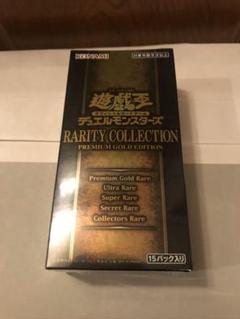 KONAMI
遊戯王
デュエルモンスターズ
RARITY COLLECTION
PREMIUM GOLD EDITION
Premium Gold Rare
Ultra Rare
Super Rare
Secret Rare
Collectors Rare
15パック入り